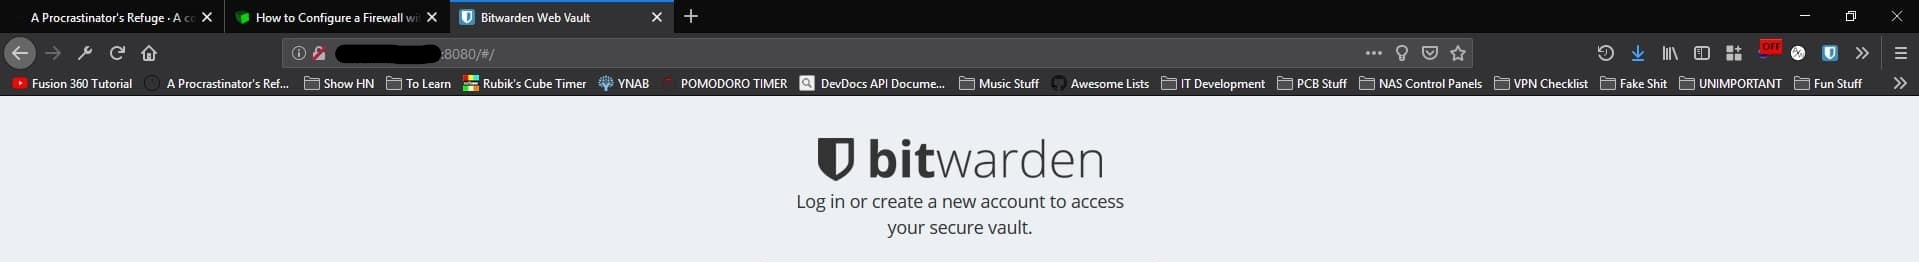 A Procrastinator's Refuge · A co How to Configure a Firewall wi Bitwarden Web Vault
:8080/#/
OFF
Fusion 360 Tutorial A Procrastinator's Ref... Show HN To Learn Rubik's Cube Timer YNAB POMODORO TIMER DevDocs API Docume... Music Stuff Awesome Lists IT Development PCB Stuff NAS Control Panels VPN Checklist Fake Shit UNIMPORTANT Fun Stuff
bitwarden
Log in or create a new account to access
your secure vault.